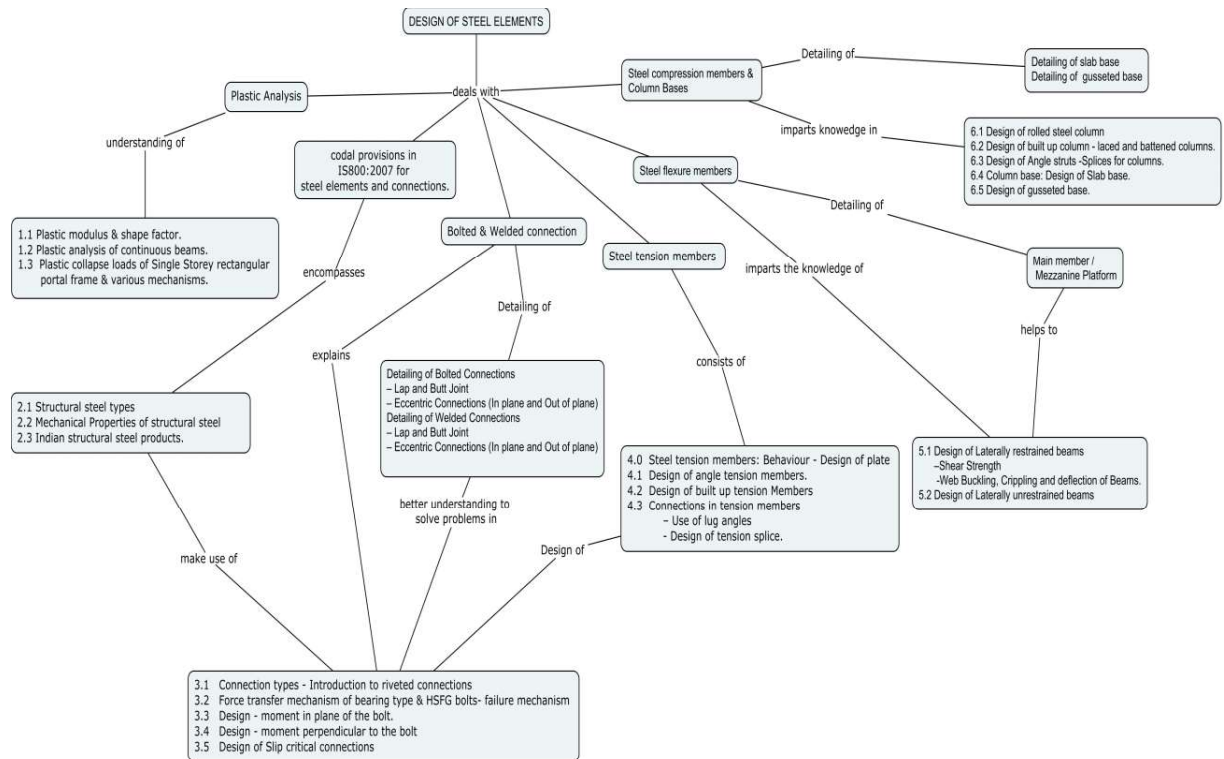 DESIGN OF STEEL ELEMENTS
deals with
Plastic Analysis
understanding of
1.1 Plastic modulus & shape factor.
1.2 Plastic analysis of continuous beams.
1.3 Plastic collapse loads of Single Storey rectangular
portal frame & various mechanisms.
codal provisions in
IS800:2007 for
steel elements and connections.
encompasses
2.1 Structural steel types
2.2 Mechanical Properties of structural steel
2.3 Indian structural steel products.
make use of
Bolted & Welded connection
explains
Detailing of
Detailing of Bolted Connections
– Lap and Butt Joint
– Eccentric Connections (In plane and Out of plane)
Detailing of Welded Connections
– Lap and Butt Joint
– Eccentric Connections (In plane and Out of plane)
better understanding to
solve problems in
3.1 Connection types - Introduction to riveted connections
3.2 Force transfer mechanism of bearing type & HSFG bolts- failure mechanism
3.3 Design - moment in plane of the bolt.
3.4 Design - moment perpendicular to the bolt
3.5 Design of Slip critical connections
Steel tension members
consists of
4.0 Steel tension members: Behaviour - Design of plate
4.1 Design of angle tension members.
4.2 Design of built up tension Members
4.3 Connections in tension members
– Use of lug angles
- Design of tension splice.
Design of
Steel flexure members
imparts the knowledge of
Detailing of
Main member /
Mezzanine Platform
helps to
5.1 Design of Laterally restrained beams
–Shear Strength
-Web Buckling, Crippling and deflection of Beams.
5.2 Design of Laterally unrestrained beams
Steel compression members &
Column Bases
Detailing of
Detailing of slab base
Detailing of gusseted base
imparts knowedge in
6.1 Design of rolled steel column
6.2 Design of built up column - laced and battened columns.
6.3 Design of Angle struts -Splices for columns.
6.4 Column base: Design of Slab base.
6.5 Design of gusseted base.